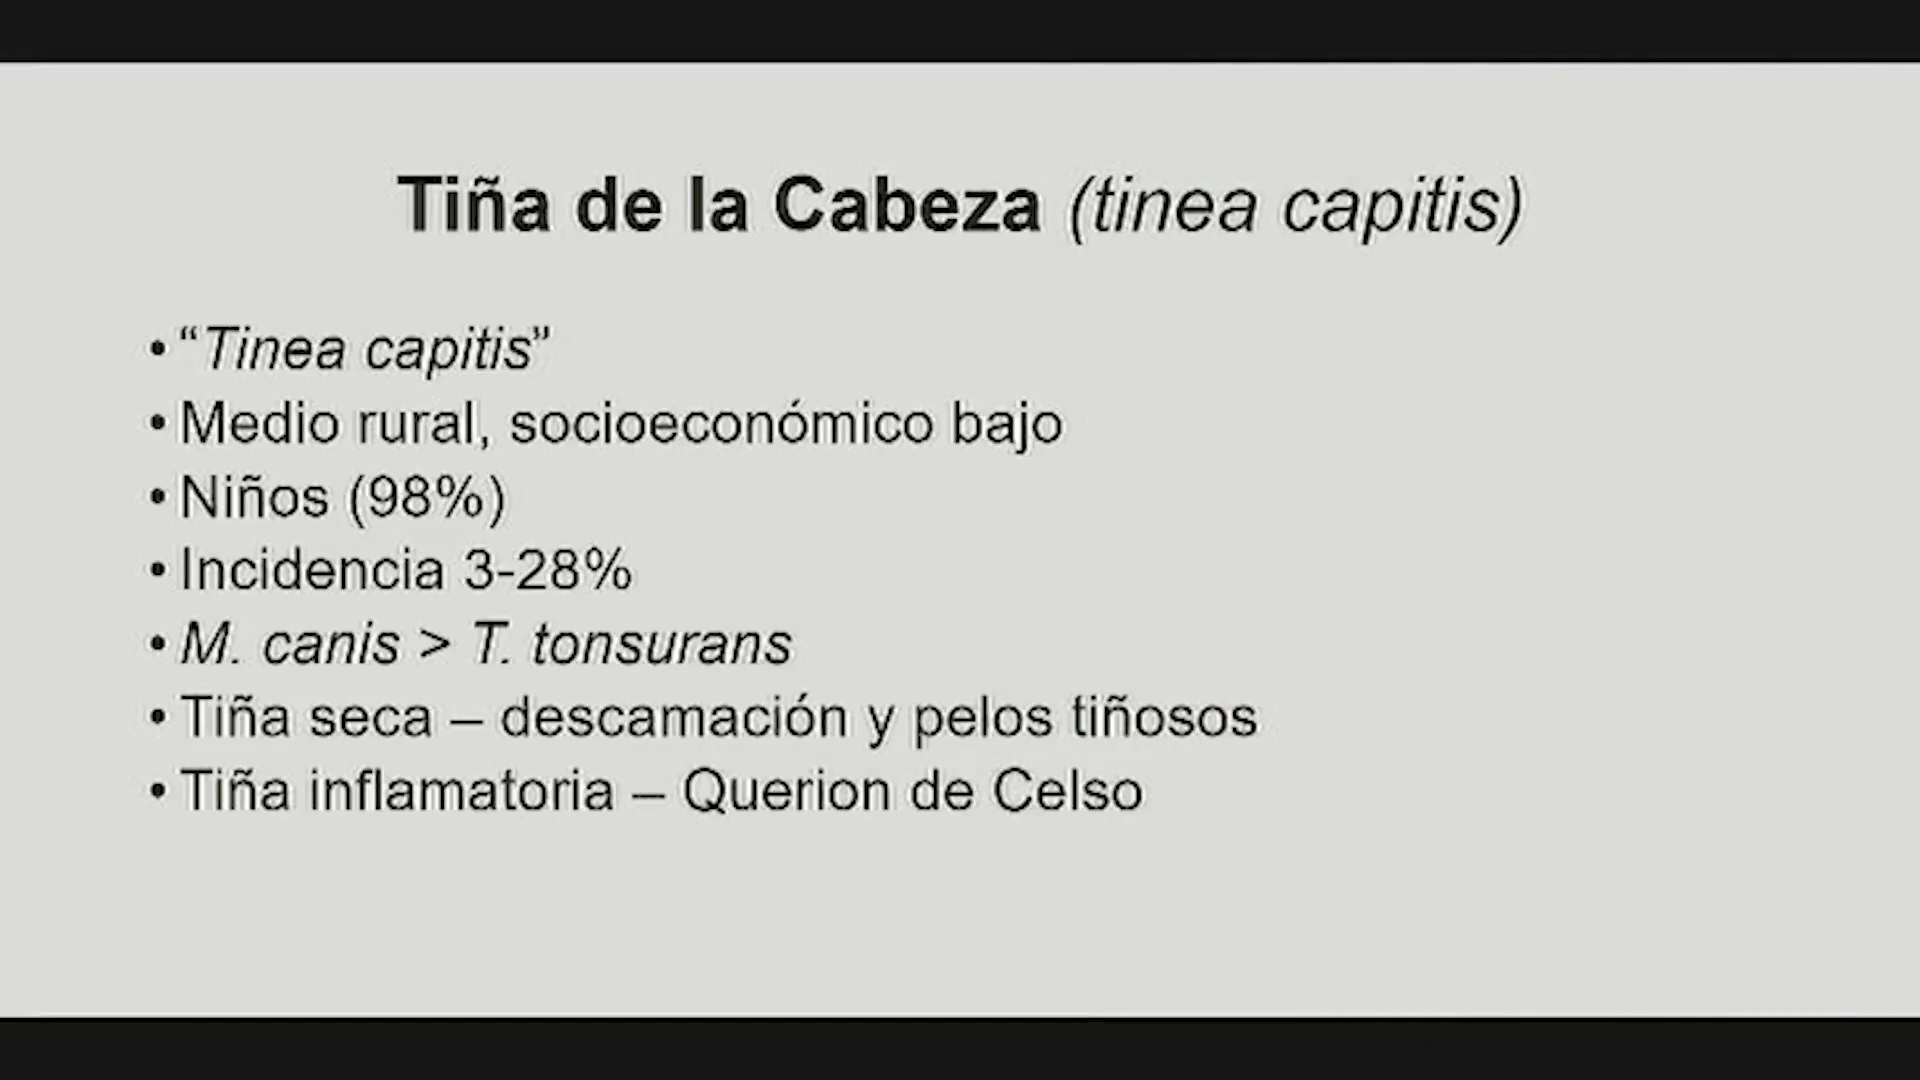 Tiña de la Cabeza (tinea capitis)
• “Tinea capitis”
• Medio rural, socioeconómico bajo
• Niños (98%)
• Incidencia 3-28%
• M. canis > T. tonsurans
• Tiña seca – descamación y pelos tiñosos
• Tiña inflamatoria – Querion de Celso